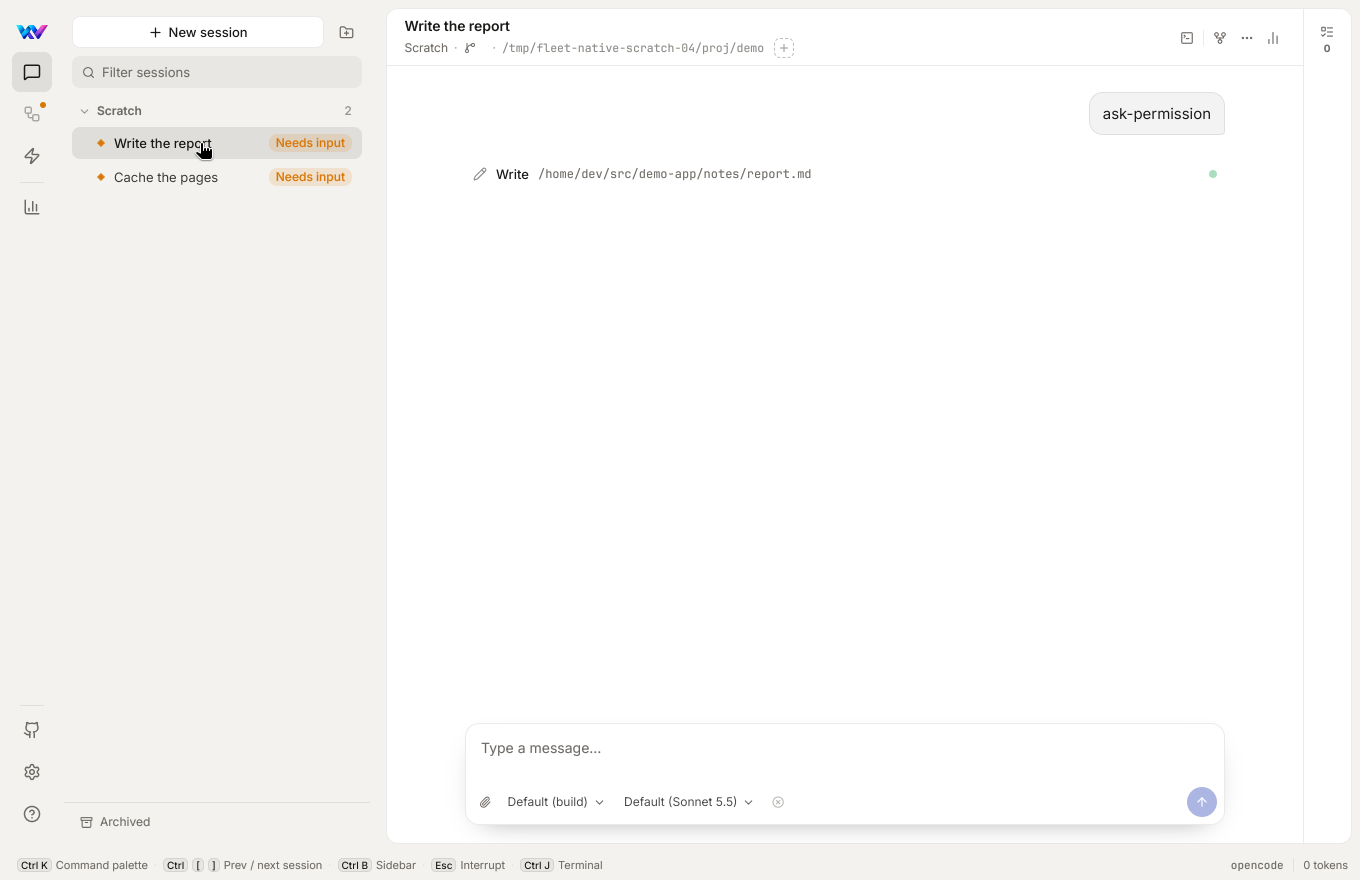 New session
Filter sessions
Scratch 2
Write the report Needs input
Cache the pages Needs input
Archived
Write the report
Scratch · · /tmp/fleet-native-scratch-04/proj/demo
0
ask-permission
Write /home/dev/src/demo-app/notes/report.md
Type a message...
Default (build) Default (Sonnet 5.5)
Ctrl K Command palette Ctrl [ ] Prev / next session Ctrl B Sidebar Esc Interrupt Ctrl J Terminal opencode 0 tokens